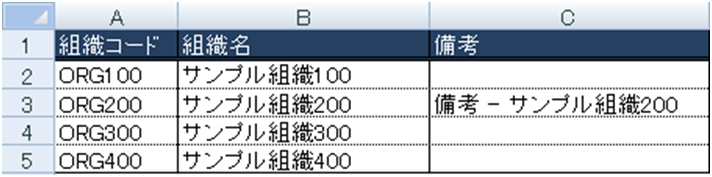 A B C
1 組織コード 組織名 備考
2 ORG100 サンプル組織100
3 ORG200 サンプル組織200 備考 − サンプル組織200
4 ORG300 サンプル組織300
5 ORG400 サンプル組織400